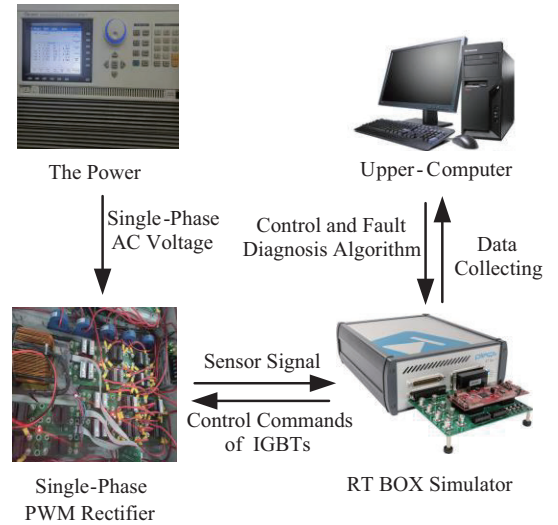 The Power
Upper-Computer
Single-Phase
AC Voltage
Control and Fault
Diagnosis Algorithm
Data
Collecting
Sensor Signal
Control Commands
of IGBTs
Single-Phase
PWM Rectifier
RT BOX Simulator